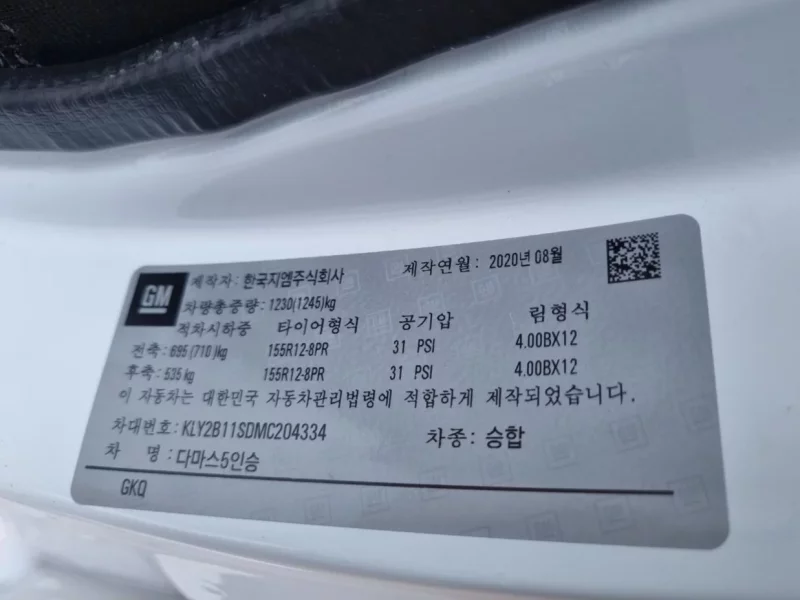 GM 제작자: 한국지엠주식회사 제작연월: 2020년 08월
차량총중량: 1230(1245)kg
적차시하중 타이어형식 공기압 림형식
전축: 695 (710 )kg 155R12-8PR 31 PSI 4.00BX12
후축: 535 kg 155R12-8PR 31 PSI 4.00BX12
이 자동차는 대한민국 자동차관리법령에 적합하게 제작되었습니다.
차대번호: KLY2B11SDMC204334 차종: 승합
차 명 : 다마스5인승
GKQ